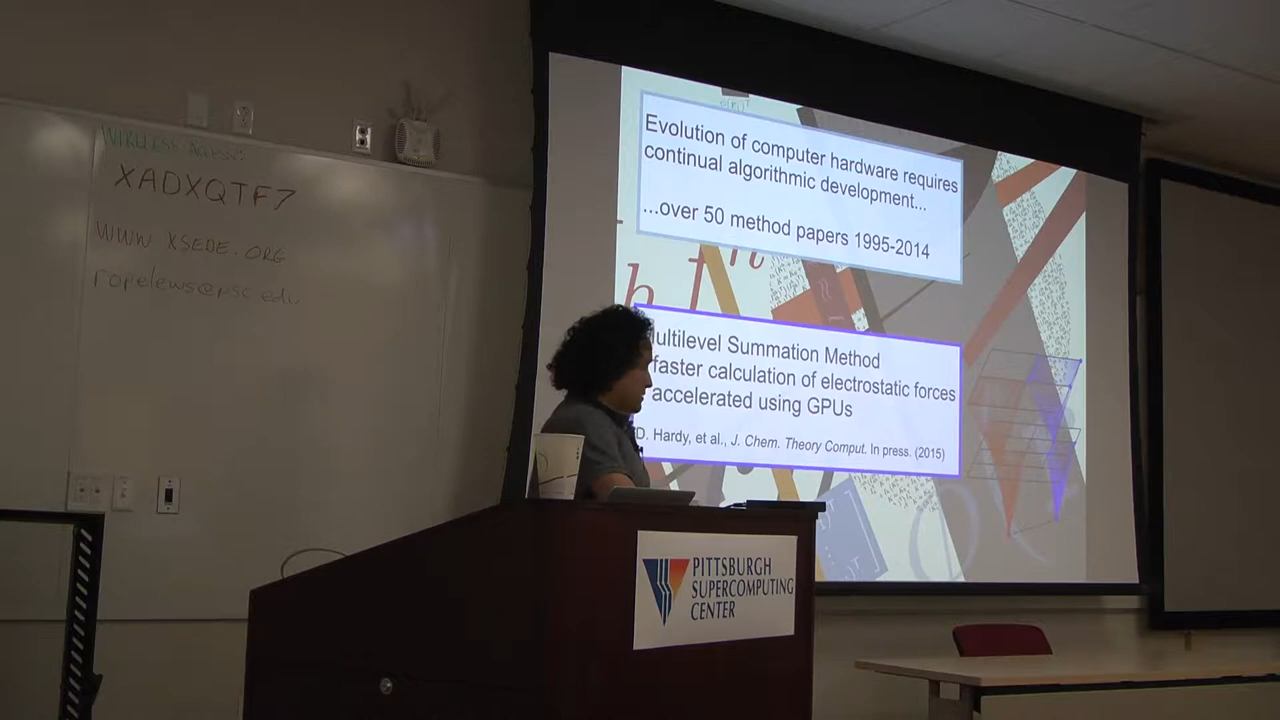 WIRELESS Access:
XADXQTF7
WWW XSEDE.ORG
ropelews@psc.edu
Evolution of computer hardware requires
continual algorithmic development...
...over 50 method papers 1995-2014
ultilevel Summation Method
faster calculation of electrostatic forces
accelerated using GPUs
D. Hardy, et al., J. Chem. Theory Comput. In press. (2015)
PITTSBURGH
SUPERCOMPUTING
CENTER